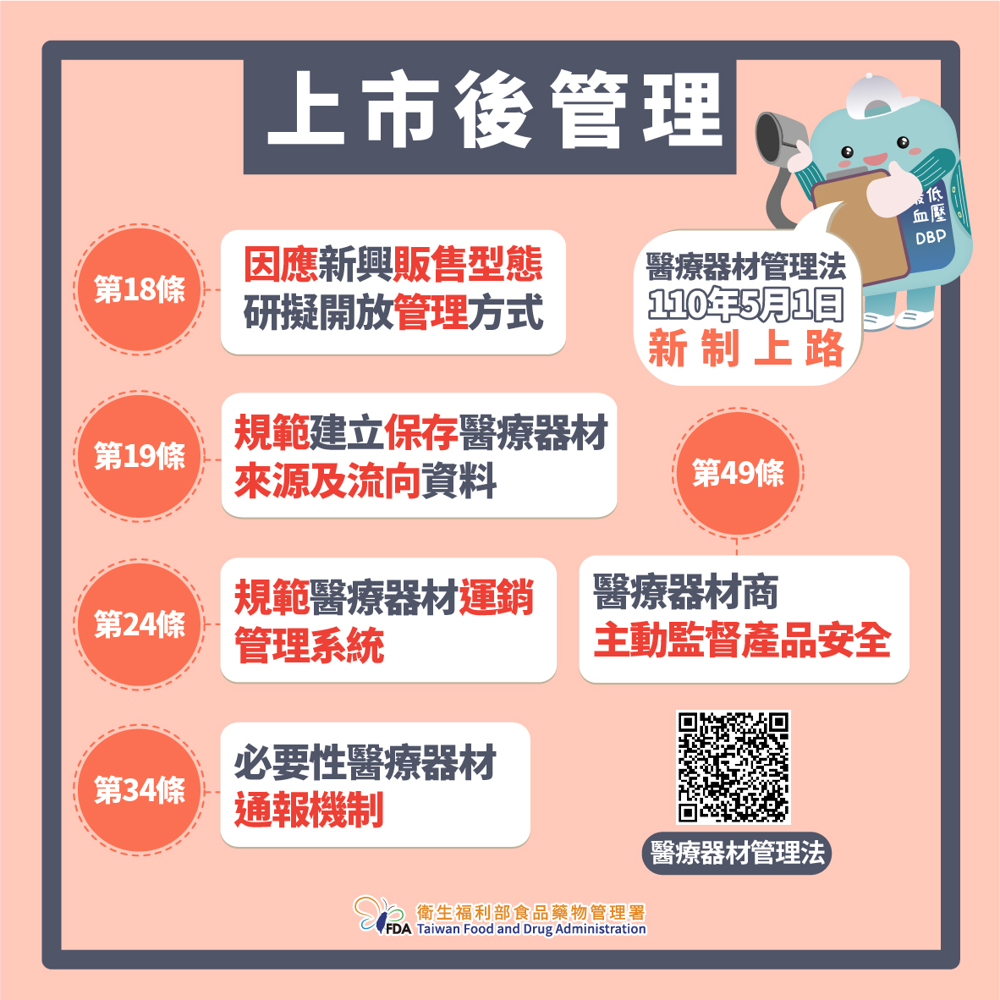 上市後管理
低
血壓
DBP
醫療器材管理法
110年5月1日
新制上路
第18條
因應新興販售型態
研擬開放管理方式
第19條
規範建立保存醫療器材
來源及流向資料
第24條
規範醫療器材運銷
管理系統
第34條
必要性醫療器材
通報機制
第49條
醫療器材商
主動監督產品安全
醫療器材管理法
FDA
衛生福利部食品藥物管理署
Taiwan Food and Drug Administration